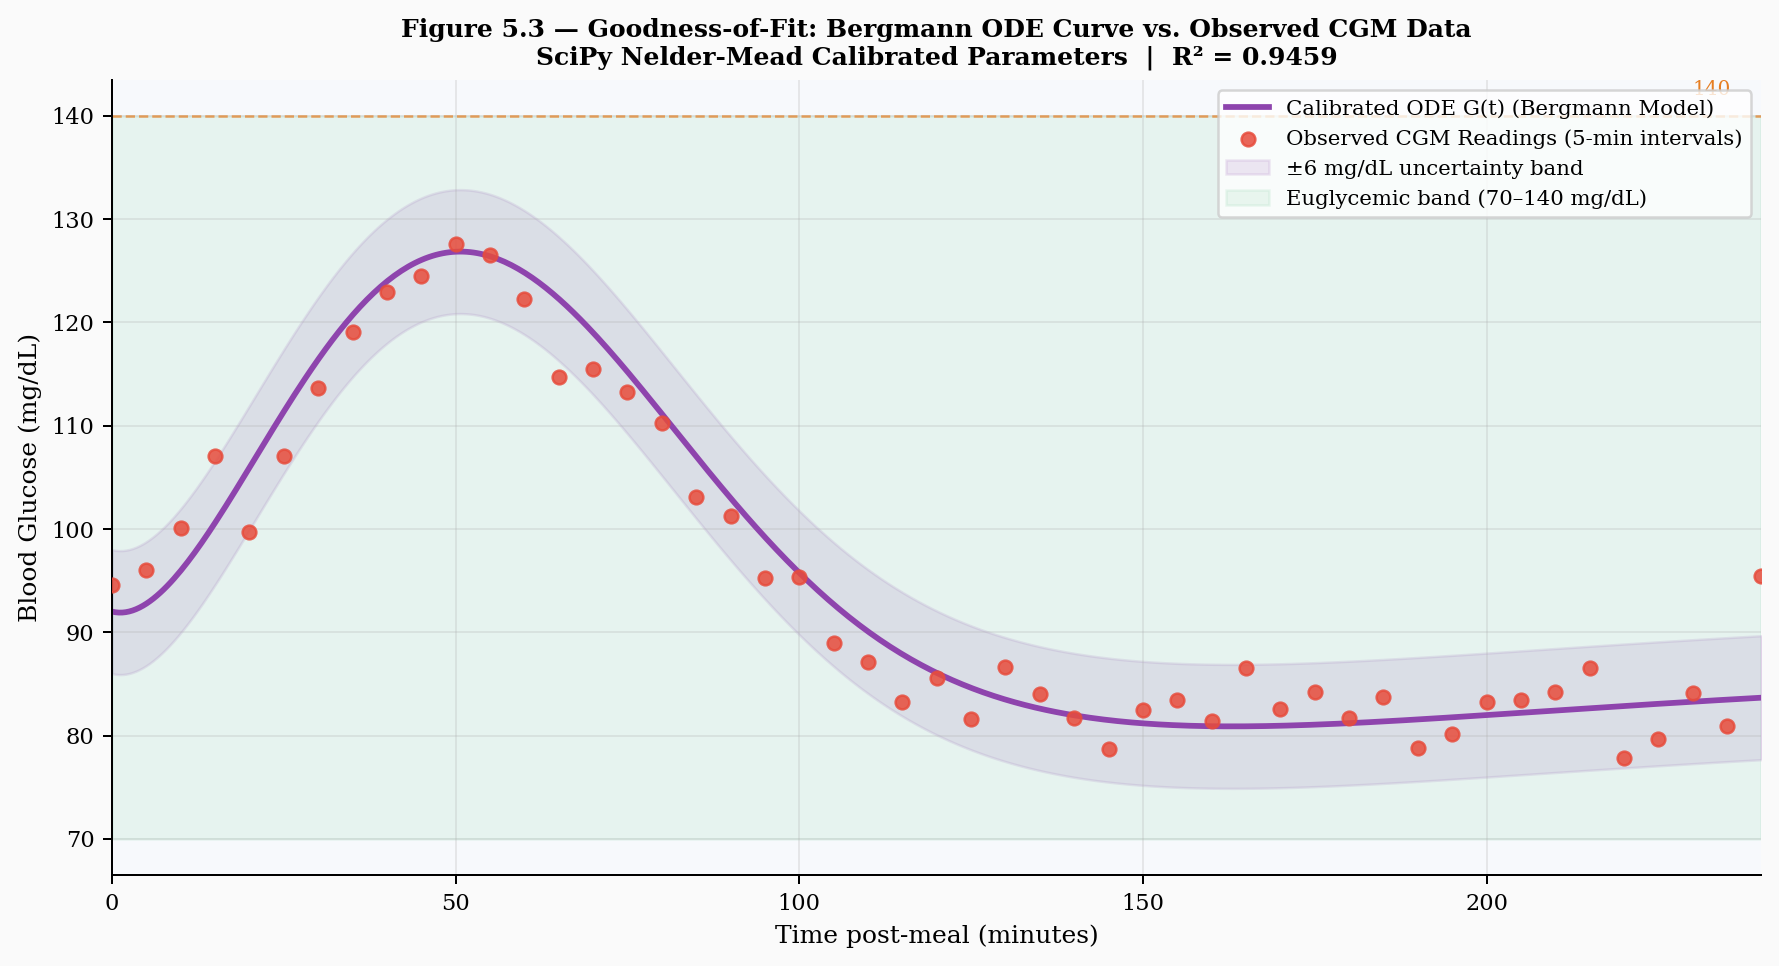 Figure 5.3 — Goodness-of-Fit: Bergmann ODE Curve vs. Observed CGM Data
SciPy Nelder-Mead Calibrated Parameters | R² = 0.9459
140
Calibrated ODE G(t) (Bergmann Model)
Observed CGM Readings (5-min intervals)
±6 mg/dL uncertainty band
Euglycemic band (70–140 mg/dL)
Blood Glucose (mg/dL)
140
130
120
110
100
90
80
70
0 50 100 150 200
Time post-meal (minutes)